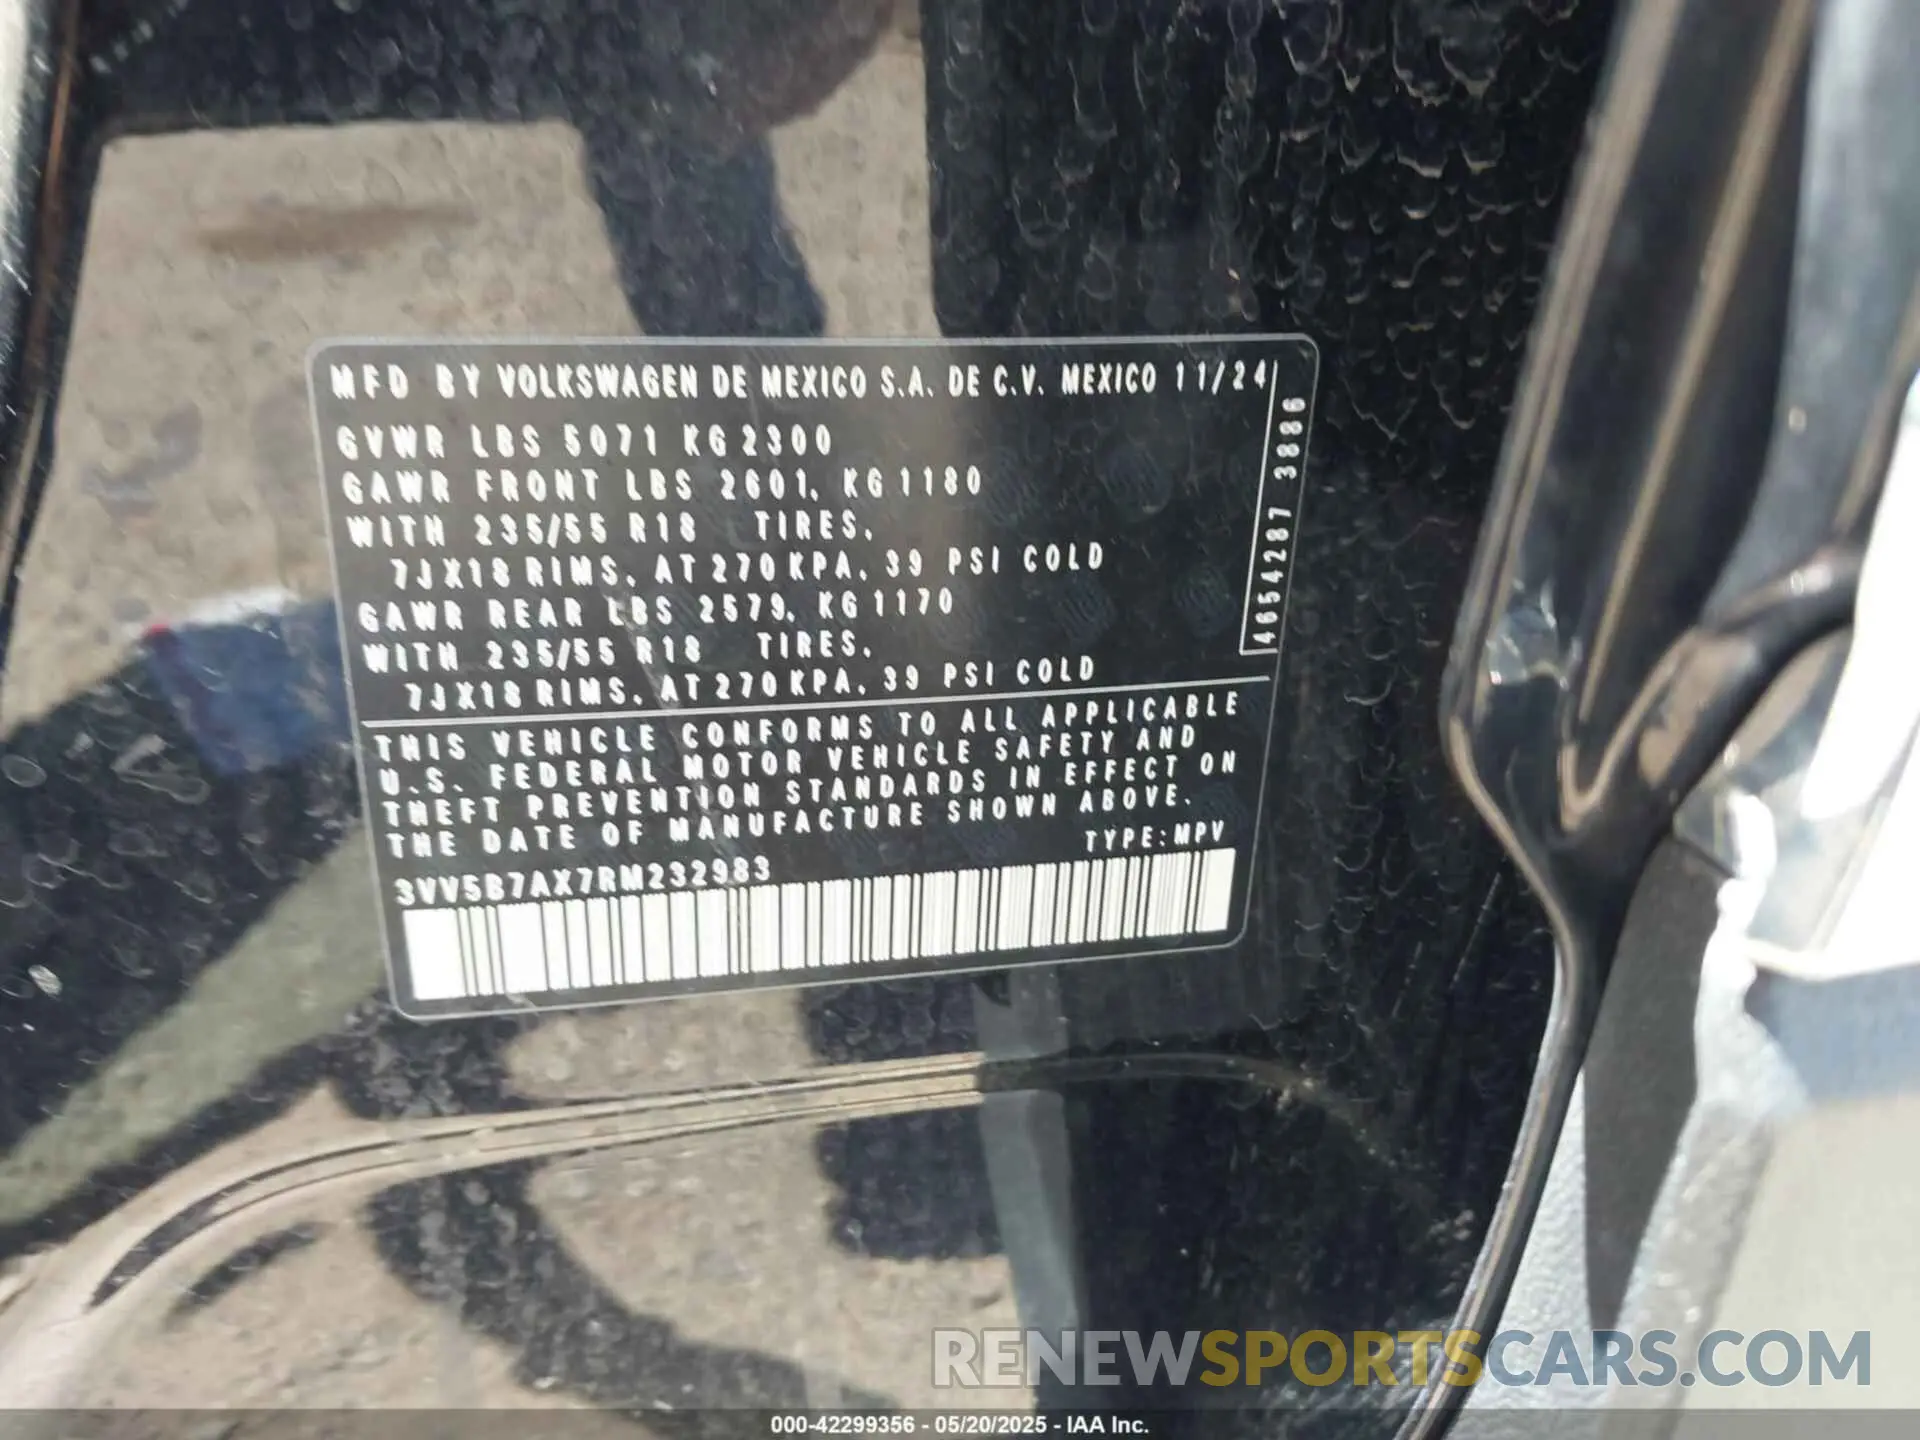 MFD BY VOLKSWAGEN DE MEXICO S.A. DE C.V. MEXICO 11/24
GVWR LBS 5071 KG 2300
GAWR FRONT LBS 2601, KG 1180
WITH 235/55 R18 TIRES,
7JX18 RIMS, AT 270 KPA, 39 PSI COLD
GAWR REAR LBS 2579, KG 1170
WITH 235/55 R18 TIRES,
7JX18 RIMS, AT 270 KPA, 39 PSI COLD
4654287 3886
THIS VEHICLE CONFORMS TO ALL APPLICABLE
U.S. FEDERAL MOTOR VEHICLE SAFETY AND
THEFT PREVENTION STANDARDS IN EFFECT ON
THE DATE OF MANUFACTURE SHOWN ABOVE.
TYPE: MPV
3VV5B7AX7RM232983
RENEWSPORTSCARS.COM
000-42299356 - 05/20/2025 - IAA Inc.